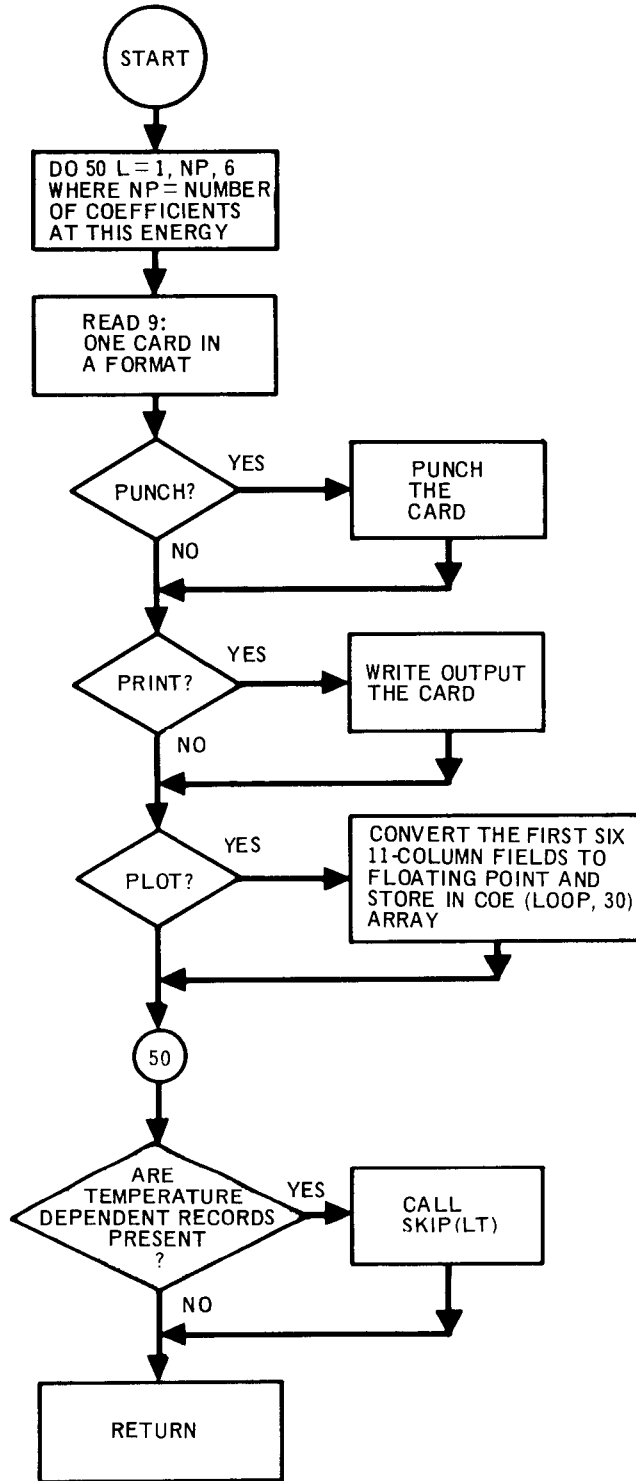 START
DO 50 L = 1, NP, 6
WHERE NP = NUMBER
OF COEFFICIENTS
AT THIS ENERGY
READ 9:
ONE CARD IN
A FORMAT
PUNCH?
YES
PUNCH
THE
CARD
NO
PRINT?
YES
WRITE OUTPUT
THE CARD
NO
PLOT?
YES
CONVERT THE FIRST SIX
11-COLUMN FIELDS TO
FLOATING POINT AND
STORE IN COE (LOOP, 30)
ARRAY
50
ARE
TEMPERATURE
DEPENDENT RECORDS
PRESENT
?
YES
CALL
SKIP(LT)
NO
RETURN